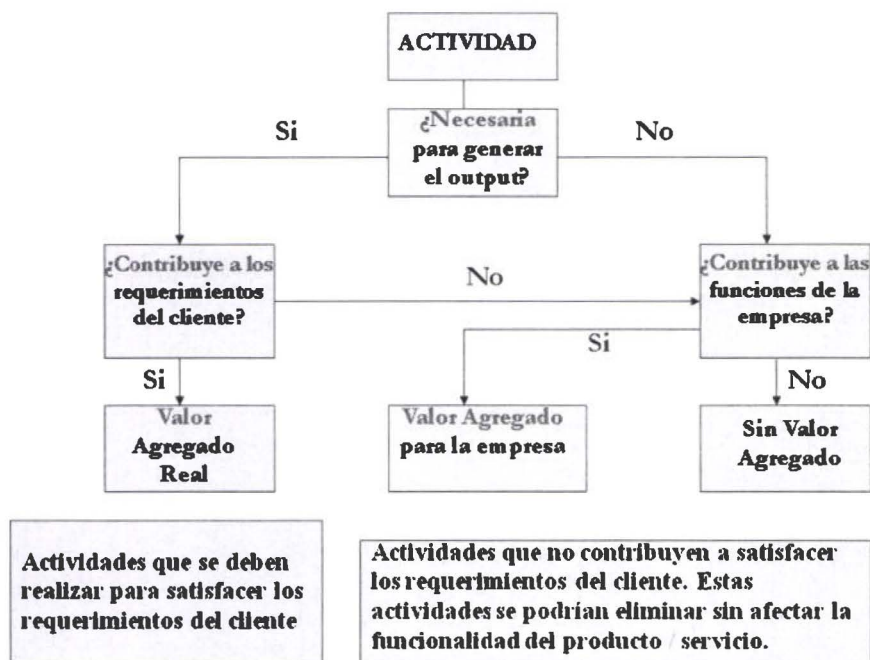 ACTIVIDAD
Si
¿Necesaria
para generar
el output?
No
¿Contribuye a los
requerimientos
del cliente?
No
¿Contribuye a las
funciones de la
empresa?
Si
Si
No
Valor
Agregado
Real
Valor Agregado
para la empresa
Sin Valor
Agregado
Actividades que se deben
realizar para satisfacer los
requerimientos del cliente
Actividades que no contribuyen a satisfacer
los requerimientos del cliente. Estas
actividades se podrían eliminar sin afectar la
funcionalidad del producto / servicio.